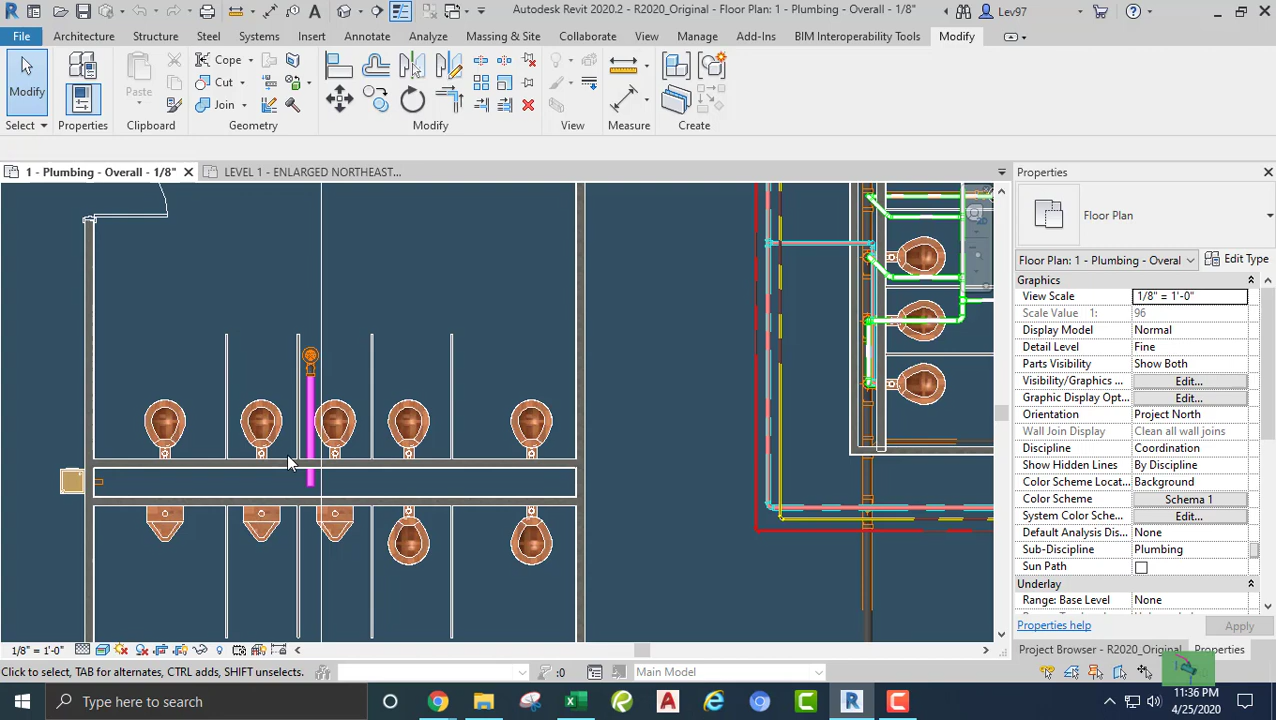 Autodesk Revit 2020.2 - R2020_Original - Floor Plan: 1 - Plumbing - Overall - 1/8"
Lev97
File
Architecture
Structure
Steel
Systems
Insert
Annotate
Analyze
Massing & Site
Collaborate
View
Manage
Add-Ins
BIM Interoperability Tools
Modify
Modify
Paste
Cope
Cut
Join
Select
Properties
Clipboard
Geometry
Modify
View
Measure
Create
1 - Plumbing - Overall - 1/8"
LEVEL 1 - ENLARGED NORTHEAST...
Properties
Floor Plan
Floor Plan: 1 - Plumbing - Overal
Edit Type
Graphics
View Scale 1/8" = 1'-0"
Scale Value 1: 96
Display Model Normal
Detail Level Fine
Parts Visibility Show Both
Visibility/Graphics ... Edit...
Graphic Display Opt... Edit...
Orientation Project North
Wall Join Display Clean all wall joins
Discipline Coordination
Show Hidden Lines By Discipline
Color Scheme Locat... Background
Color Scheme Schema 1
System Color Sche... Edit...
Default Analysis Dis... None
Sub-Discipline Plumbing
Sun Path
Underlay
Range: Base Level None
Properties help
Apply
1/8" = 1'-0"
Project Browser - R2020_Original
Properties
Click to select, TAB for alternates, CTRL adds, SHIFT unselects.
:0
Main Model
Type here to search
11:36 PM
4/25/2020